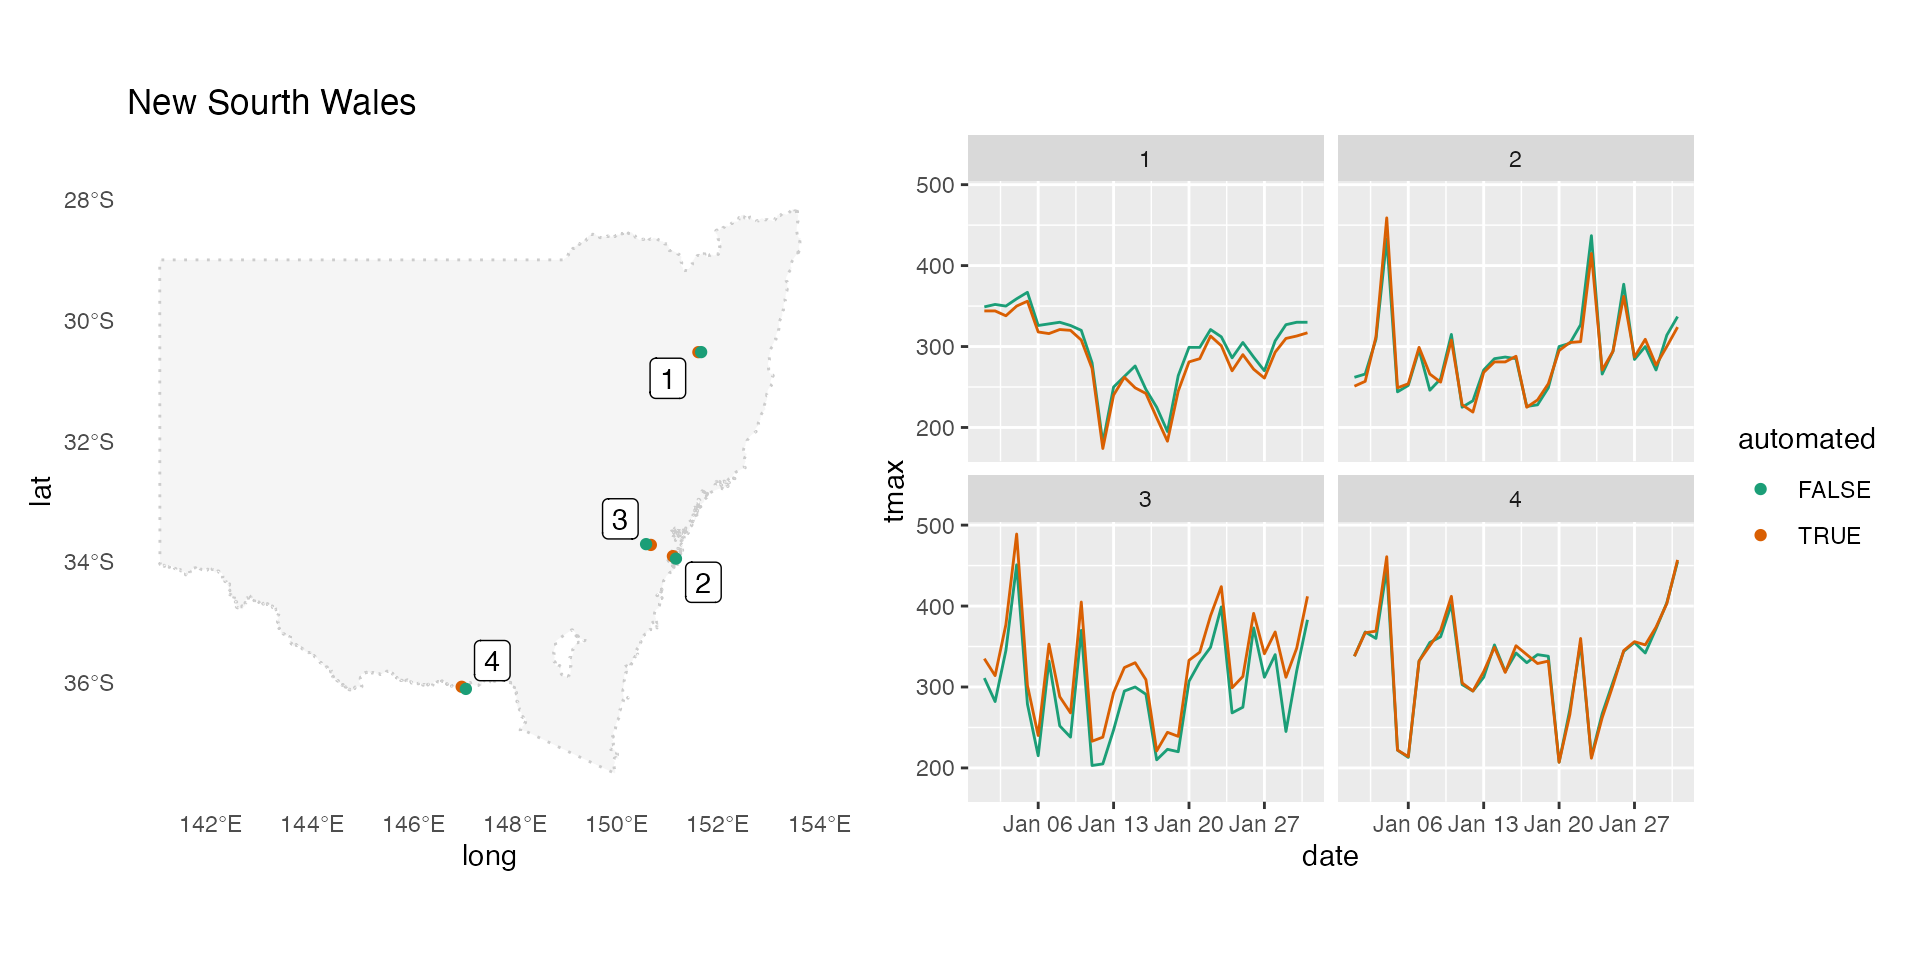 New Sourth Wales
28°S
30°S
32°S
34°S
36°S
lat
1
3
2
4
142°E 144°E 146°E 148°E 150°E 152°E 154°E
long
1 2
500
400
300
200
tmax
3 4
500
400
300
200
Jan 06 Jan 13 Jan 20 Jan 27 Jan 06 Jan 13 Jan 20 Jan 27
date
automated
FALSE
TRUE